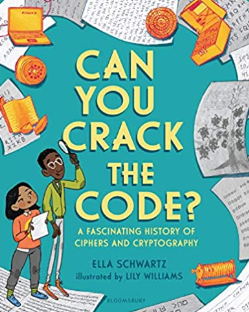 CAN
YOU
CRACK
THE
CODE?
A FASCINATING HISTORY OF
CIPHERS AND CRYPTOGRAPHY
ELLA SCHWARTZ
illustrated by LILY WILLIAMS
BLOOMSBURY